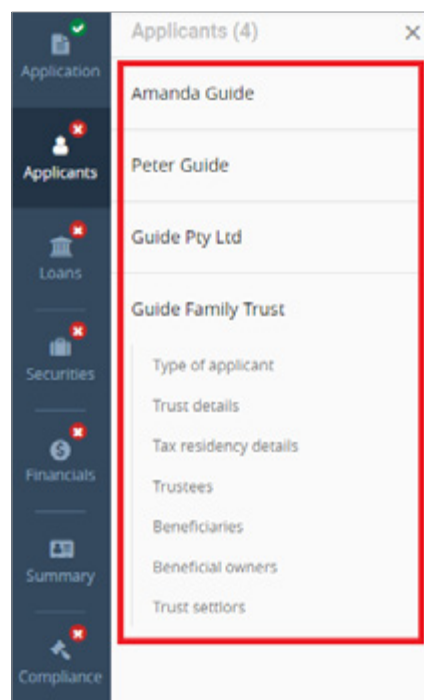 Application
Applicants
Loans
Securities
Financials
Summary
Compliance
Applicants (4)
Amanda Guide
Peter Guide
Guide Pty Ltd
Guide Family Trust
Type of applicant
Trust details
Tax residency details
Trustees
Beneficiaries
Beneficial owners
Trust settlors